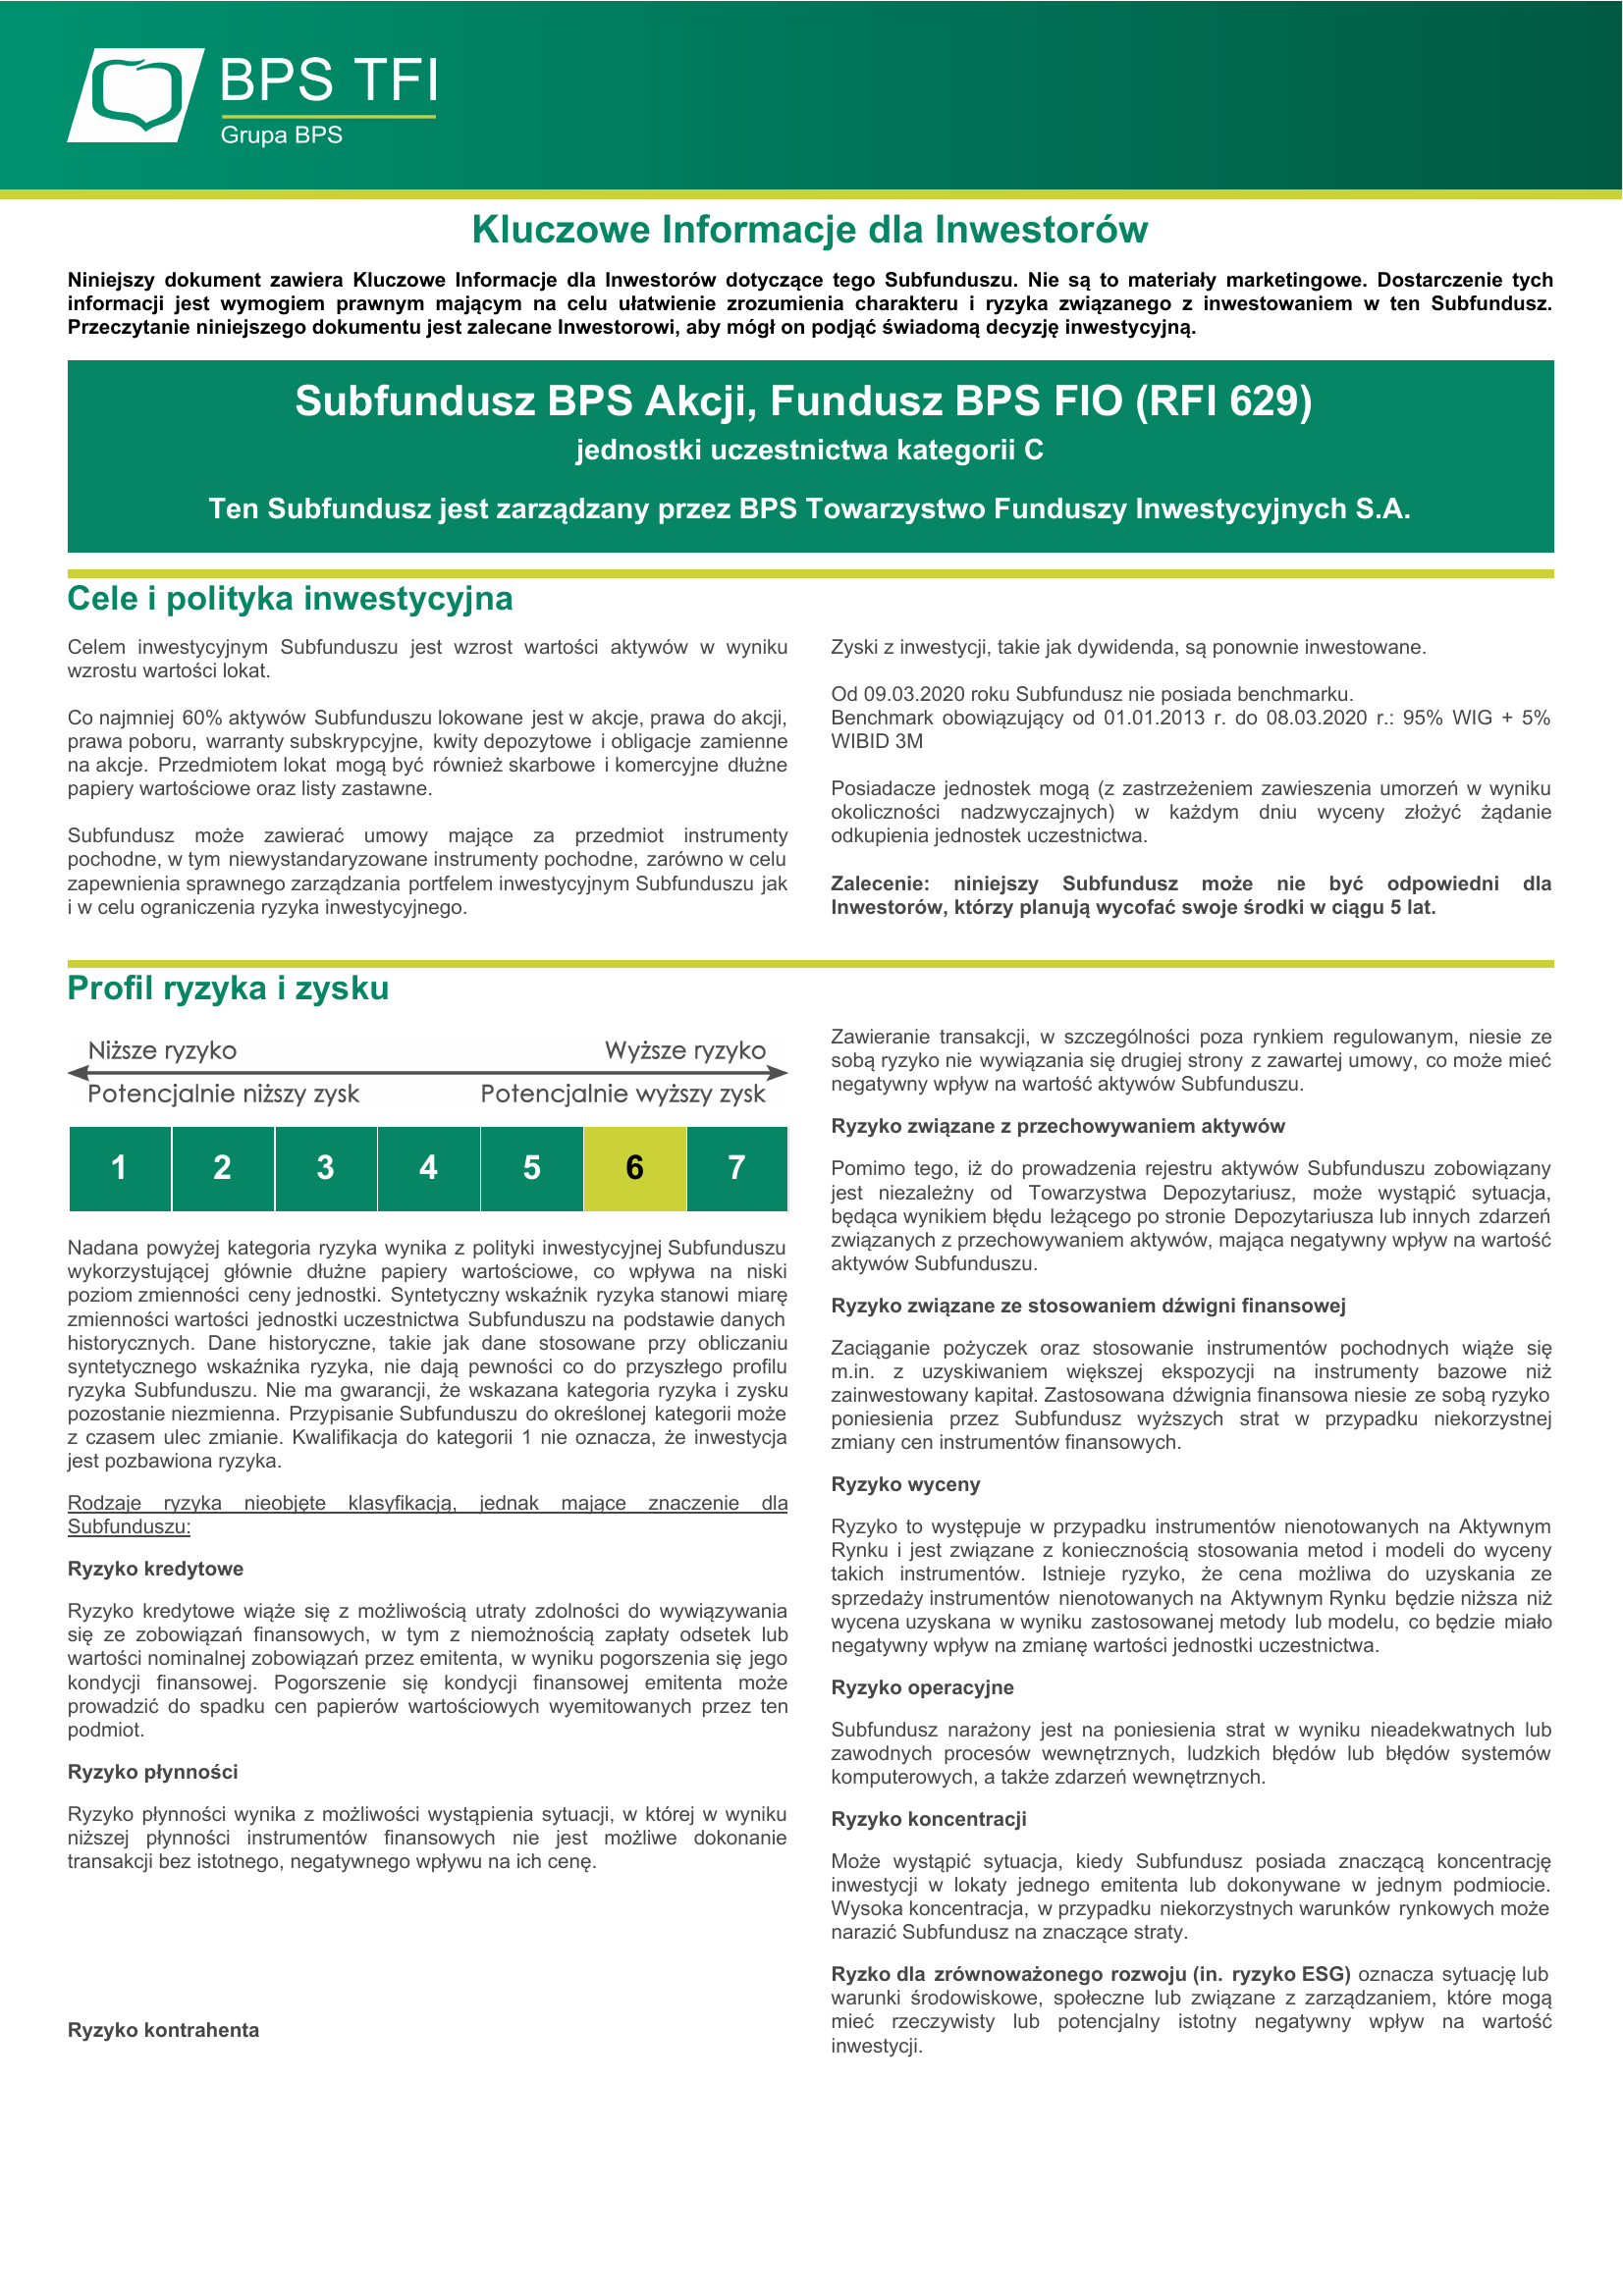 BPS TFI
Grupa BPS
Kluczowe Informacje dla Inwestorów
Niniejszy dokument zawiera Kluczowe Informacje dla Inwestorów dotyczące tego Subfunduszu. Nie są to materiały marketingowe. Dostarczenie tych
informacji jest wymogiem prawnym mającym na celu ułatwienie zrozumienia charakteru i ryzyka związanego z inwestowaniem w ten Subfundusz.
Przeczytanie niniejszego dokumentu jest zalecane Inwestorowi, aby mógł on podjąć świadomą decyzję inwestycyjną.
Subfundusz BPS Akcji, Fundusz BPS FIO (RFI 629)
jednostki uczestnictwa kategorii C
Ten Subfundusz jest zarządzany przez BPS Towarzystwo Funduszy Inwestycyjnych S.A.
Cele i polityka inwestycyjna
Celem inwestycyjnym Subfunduszu jest wzrost wartości aktywów w wyniku
wzrostu wartości lokat.
Co najmniej 60% aktywów Subfunduszu lokowane jest w akcje, prawa do akcji,
prawa poboru, warranty subskrypcyjne, kwity depozytowe i obligacje zamienne
na akcje. Przedmiotem lokat mogą być również skarbowe i komercyjne dłużne
papiery wartościowe oraz listy zastawne.
Subfundusz może zawierać umowy mające za przedmiot instrumenty
pochodne, w tym niewystandaryzowane instrumenty pochodne, zarówno w celu
zapewnienia sprawnego zarządzania portfelem inwestycyjnym Subfunduszu jak
i w celu ograniczenia ryzyka inwestycyjnego.
Zyski z inwestycji, takie jak dywidenda, są ponownie inwestowane.
Od 09.03.2020 roku Subfundusz nie posiada benchmarku.
Benchmark obowiązujący od 01.01.2013 r. do 08.03.2020 r.: 95% WIG + 5%
WIBID 3M
Posiadacze jednostek mogą (z zastrzeżeniem zawieszenia umorzeń w wyniku
okoliczności nadzwyczajnych) w każdym dniu wyceny złożyć żądanie
odkupienia jednostek uczestnictwa.
Zalecenie: niniejszy Subfundusz może nie być odpowiedni dla
Inwestorów, którzy planują wycofać swoje środki w ciągu 5 lat.
Profil ryzyka i zysku
Niższe ryzyko Wyższe ryzyko
Potencjalnie niższy zysk Potencjalnie wyższy zysk
1 2 3 4 5 6 7
Nadana powyżej kategoria ryzyka wynika z polityki inwestycyjnej Subfunduszu
wykorzystującej głównie dłużne papiery wartościowe, co wpływa na niski
poziom zmienności ceny jednostki. Syntetyczny wskaźnik ryzyka stanowi miarę
zmienności wartości jednostki uczestnictwa Subfunduszu na podstawie danych
historycznych. Dane historyczne, takie jak dane stosowane przy obliczaniu
syntetycznego wskaźnika ryzyka, nie dają pewności co do przyszłego profilu
ryzyka Subfunduszu. Nie ma gwarancji, że wskazana kategoria ryzyka i zysku
pozostanie niezmienna. Przypisanie Subfunduszu do określonej kategorii może
z czasem ulec zmianie. Kwalifikacja do kategorii 1 nie oznacza, że inwestycja
jest pozbawiona ryzyka.
Rodzaje ryzyka nieobjęte klasyfikacją, jednak mające znaczenie dla
Subfunduszu:
Ryzyko kredytowe
Ryzyko kredytowe wiąże się z możliwością utraty zdolności do wywiązywania
się ze zobowiązań finansowych, w tym z niemożnością zapłaty odsetek lub
wartości nominalnej zobowiązań przez emitenta, w wyniku pogorszenia się jego
kondycji finansowej. Pogorszenie się kondycji finansowej emitenta może
prowadzić do spadku cen papierów wartościowych wyemitowanych przez ten
podmiot.
Ryzyko płynności
Ryzyko płynności wynika z możliwości wystąpienia sytuacji, w której w wyniku
niższej płynności instrumentów finansowych nie jest możliwe dokonanie
transakcji bez istotnego, negatywnego wpływu na ich cenę.
Ryzyko kontrahenta
Zawieranie transakcji, w szczególności poza rynkiem regulowanym, niesie ze
sobą ryzyko nie wywiązania się drugiej strony z zawartej umowy, co może mieć
negatywny wpływ na wartość aktywów Subfunduszu.
Ryzyko związane z przechowywaniem aktywów
Pomimo tego, iż do prowadzenia rejestru aktywów Subfunduszu zobowiązany
jest niezależny od Towarzystwa Depozytariusz, może wystąpić sytuacja,
będąca wynikiem błędu leżącego po stronie Depozytariusza lub innych zdarzeń
związanych z przechowywaniem aktywów, mająca negatywny wpływ na wartość
aktywów Subfunduszu.
Ryzyko związane ze stosowaniem dźwigni finansowej
Zaciąganie pożyczek oraz stosowanie instrumentów pochodnych wiąże się
m.in. z uzyskiwaniem większej ekspozycji na instrumenty bazowe niż
zainwestowany kapitał. Zastosowana dźwignia finansowa niesie ze sobą ryzyko
poniesienia przez Subfundusz wyższych strat w przypadku niekorzystnej
zmiany cen instrumentów finansowych.
Ryzyko wyceny
Ryzyko to występuje w przypadku instrumentów nienotowanych na Aktywnym
Rynku i jest związane z koniecznością stosowania metod i modeli do wyceny
takich instrumentów. Istnieje ryzyko, że cena możliwa do uzyskania ze
sprzedaży instrumentów nienotowanych na Aktywnym Rynku będzie niższa niż
wycena uzyskana w wyniku zastosowanej metody lub modelu, co będzie miało
negatywny wpływ na zmianę wartości jednostki uczestnictwa.
Ryzyko operacyjne
Subfundusz narażony jest na poniesienia strat w wyniku nieadekwatnych lub
zawodnych procesów wewnętrznych, ludzkich błędów lub błędów systemów
komputerowych, a także zdarzeń wewnętrznych.
Ryzyko koncentracji
Może wystąpić sytuacja, kiedy Subfundusz posiada znaczącą koncentrację
inwestycji w lokaty jednego emitenta lub dokonywane w jednym podmiocie.
Wysoka koncentracja, w przypadku niekorzystnych warunków rynkowych może
narazić Subfundusz na znaczące straty.
Ryzko dla zrównoważonego rozwoju (in. ryzyko ESG) oznacza sytuację lub
warunki środowiskowe, społeczne lub związane z zarządzaniem, które mogą
mieć rzeczywisty lub potencjalny istotny negatywny wpływ na wartość
inwestycji.